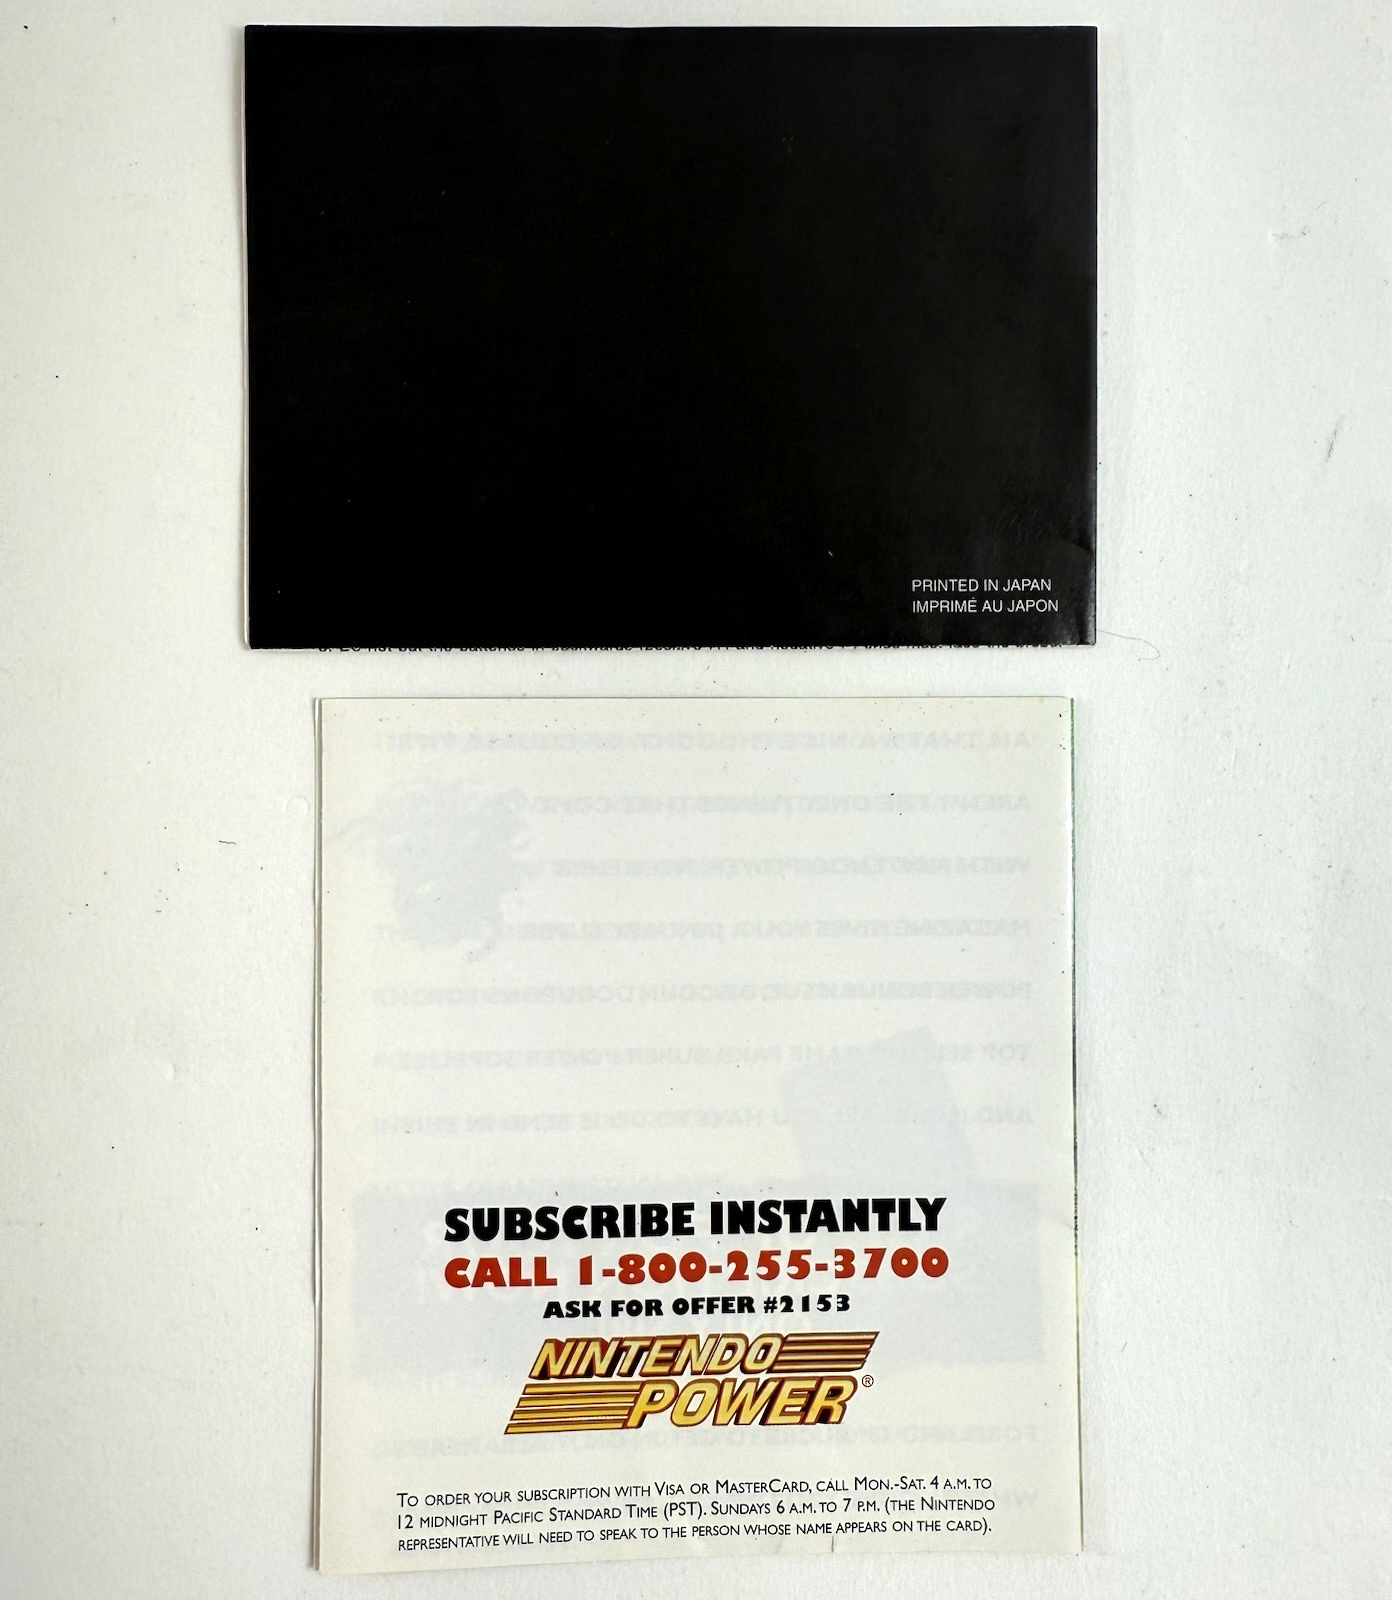 PRINTED IN JAPAN
IMPRIMÉ AU JAPON
SUBSCRIBE INSTANTLY
CALL 1-800-255-3700
ASK FOR OFFER #2153
NINTENDO
POWER®
TO ORDER YOUR SUBSCRIPTION WITH VISA OR MASTERCARD, CALL MON.-SAT. 4 A.M. TO
12 MIDNIGHT PACIFIC STANDARD TIME (PST). SUNDAYS 6 A.M. TO 7 P.M. (THE NINTENDO
REPRESENTATIVE WILL NEED TO SPEAK TO THE PERSON WHOSE NAME APPEARS ON THE CARD).